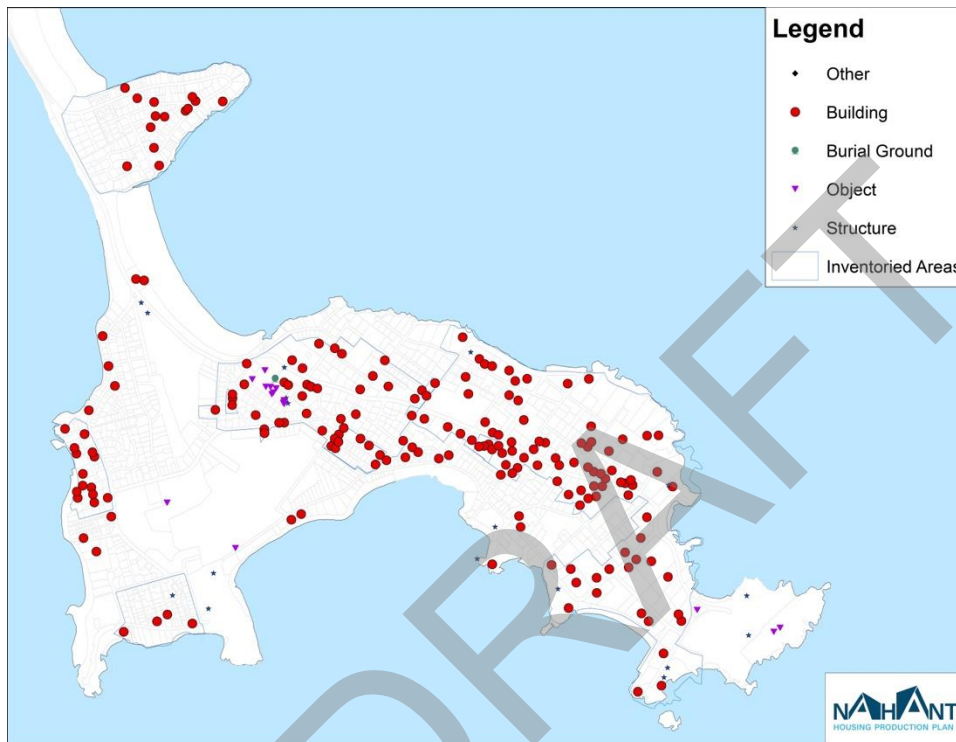 Legend
Other
Building
Burial Ground
Object
Structure
Inventoried Areas
DRAFT
NAHANT
HOUSING PRODUCTION PLAN